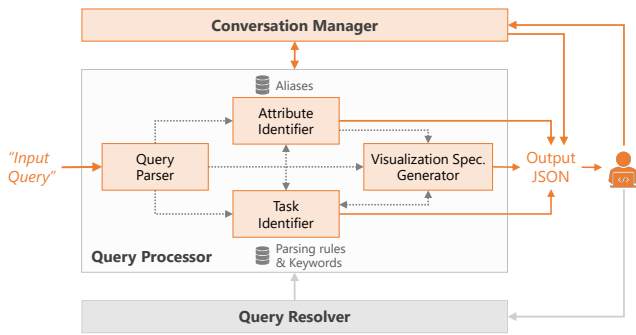 Conversation Manager
Aliases
Attribute
Identifier
“Input
Query”
Query
Parser
Visualization Spec.
Generator
Output
JSON
Task
Identifier
Parsing rules
& Keywords
Query Processor
Query Resolver